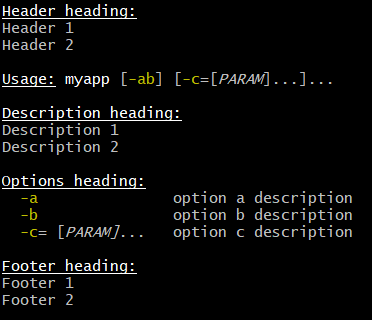 Header heading:
Header 1
Header 2
Usage: myapp [-ab] [-c=[PARAM]...]...
Description heading:
Description 1
Description 2
Options heading:
-a option a description
-b option b description
-c= [PARAM]... option c description
Footer heading:
Footer 1
Footer 2